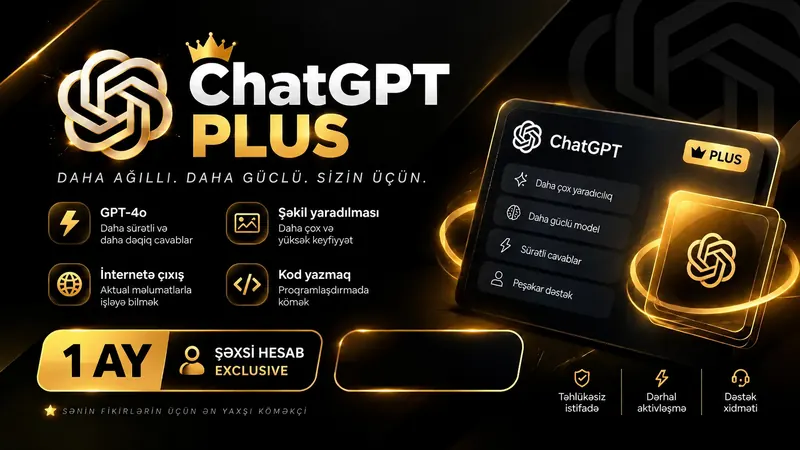 ChatGPT
PLUS
DAHA AĞILLI. DAHA GÜCLÜ. SİZİN ÜÇÜN.
GPT-4o
Daha sürətli və
daha dəqiq cavablar
Şəkil yaradılması
Daha çox və
yüksək keyfiyyət
İnternetə çıxış
Aktual məlumatlarla
işləyə bilmək
</>
Kod yazmaq
Proqramlaşdırmada
kömək
1 AY
ŞƏXSİ HESAB
EXCLUSIVE
SƏNİN FİKİRLƏRİN ÜÇÜN ƏN YAXŞI KÖMƏKÇİ
ChatGPT
PLUS
Daha çox yaradıcılıq
Daha güclü model
Sürətli cavablar
Peşəkar dəstək
Təhlükəsiz
istifadə
Dərhal
aktivləşmə
Dəstək
xidməti